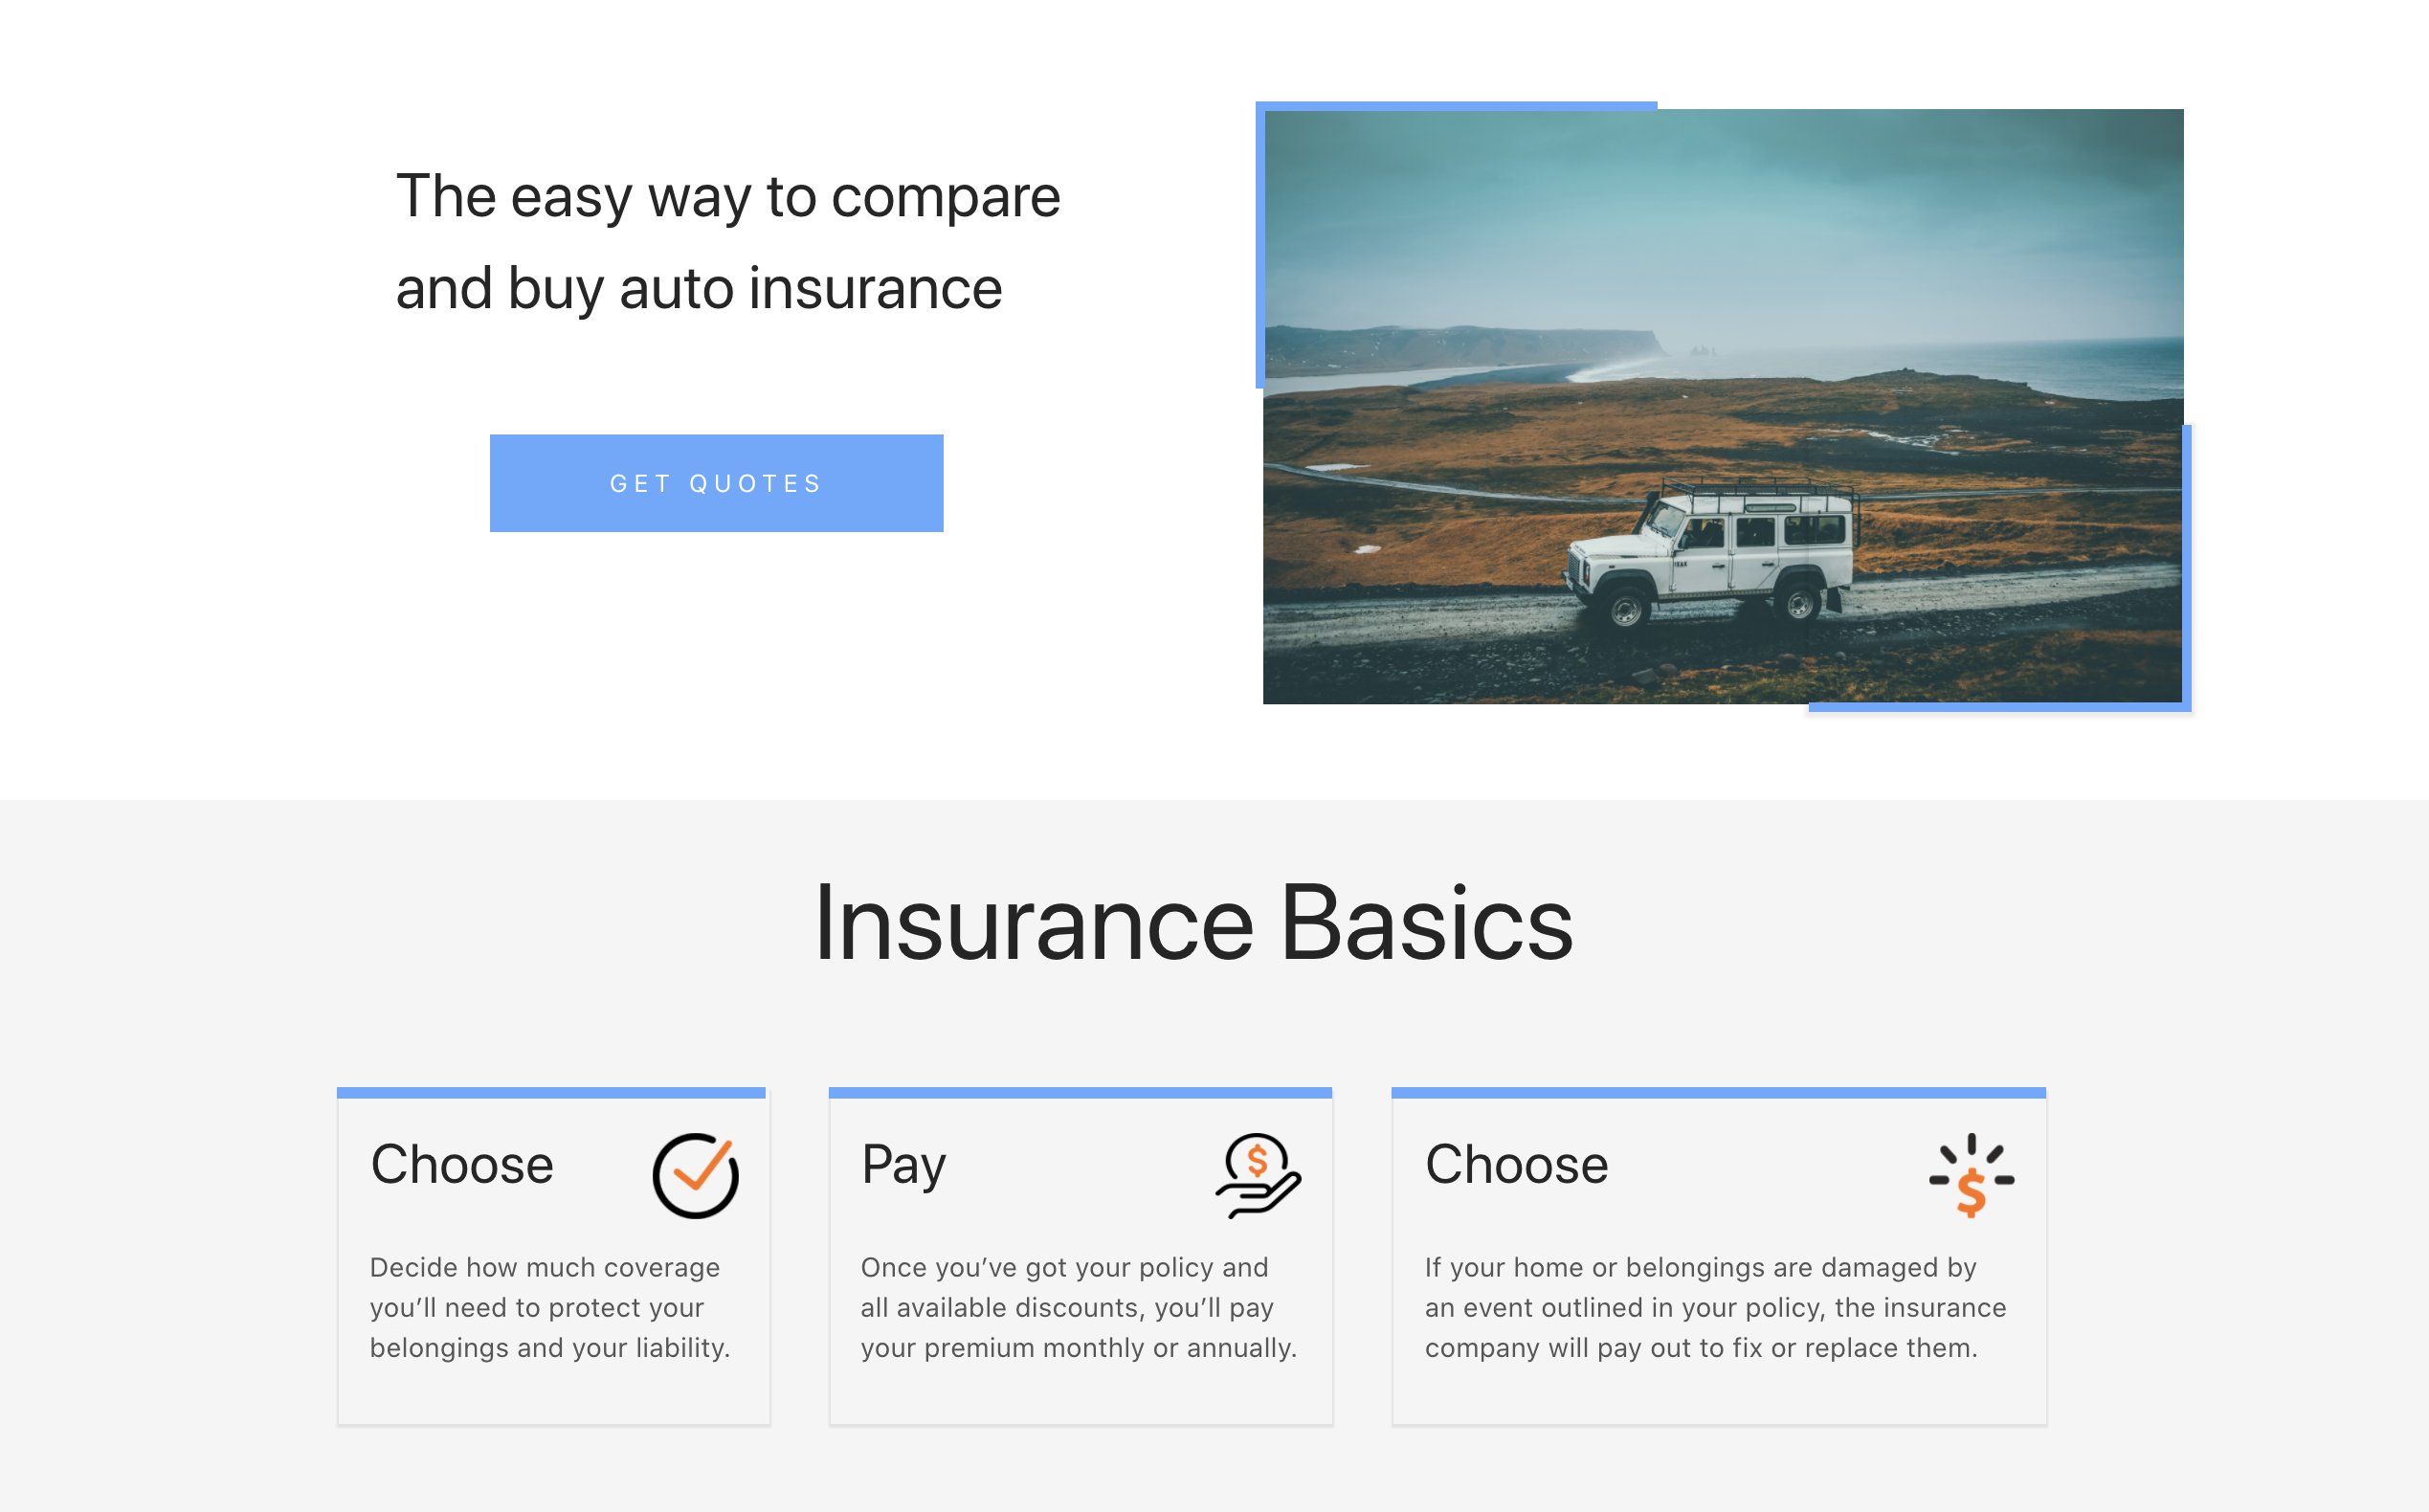 The easy way to compare
and buy auto insurance
GET QUOTES
Insurance Basics
Choose
Decide how much coverage
you’ll need to protect your
belongings and your liability.
Pay
Once you’ve got your policy and
all available discounts, you’ll pay
your premium monthly or annually.
Choose
If your home or belongings are damaged by
an event outlined in your policy, the insurance
company will pay out to fix or replace them.